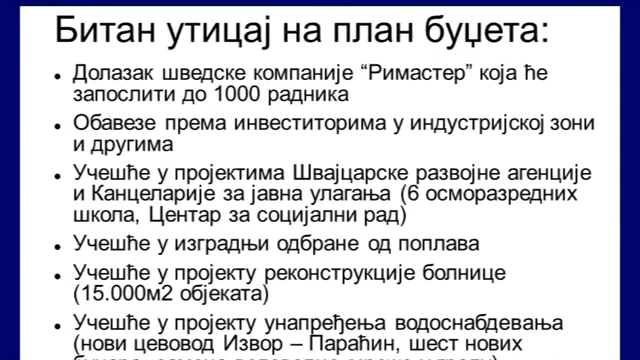 Битан утицај на план буџета:
• Долазак шведске компаније “Римастер” која ће
запослити до 1000 радника
• Обавезе према инвеститорима у индустријској зони
и другима
• Учешће у пројектима Швајцарске развојне агенције
и Канцеларије за јавна улагања (6 осморазредних
школа, Центар за социјални рад)
• Учешће у изградњи одбране од поплава
• Учешће у пројекту реконструкције болнице
(15.000м2 објеката)
• Учешће у пројекту унапређења водоснабдевања
(нови цевовод Извор – Параћин, шест нових